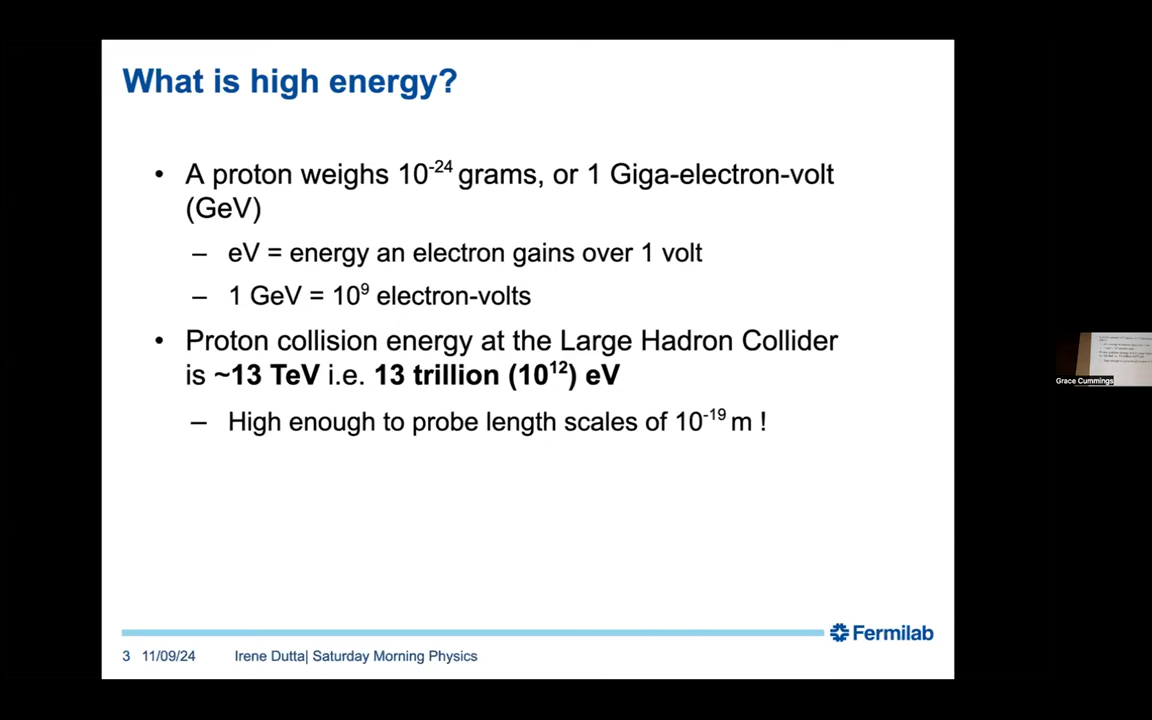 What is high energy?
• A proton weighs 10⁻²⁴ grams, or 1 Giga-electron-volt
(GeV)
– eV = energy an electron gains over 1 volt
– 1 GeV = 10⁹ electron-volts
• Proton collision energy at the Large Hadron Collider
is ~13 TeV i.e. 13 trillion (10¹²) eV
– High enough to probe length scales of 10⁻¹⁹ m !
Grace Cummings
Fermilab
3 11/09/24 Irene Dutta| Saturday Morning Physics